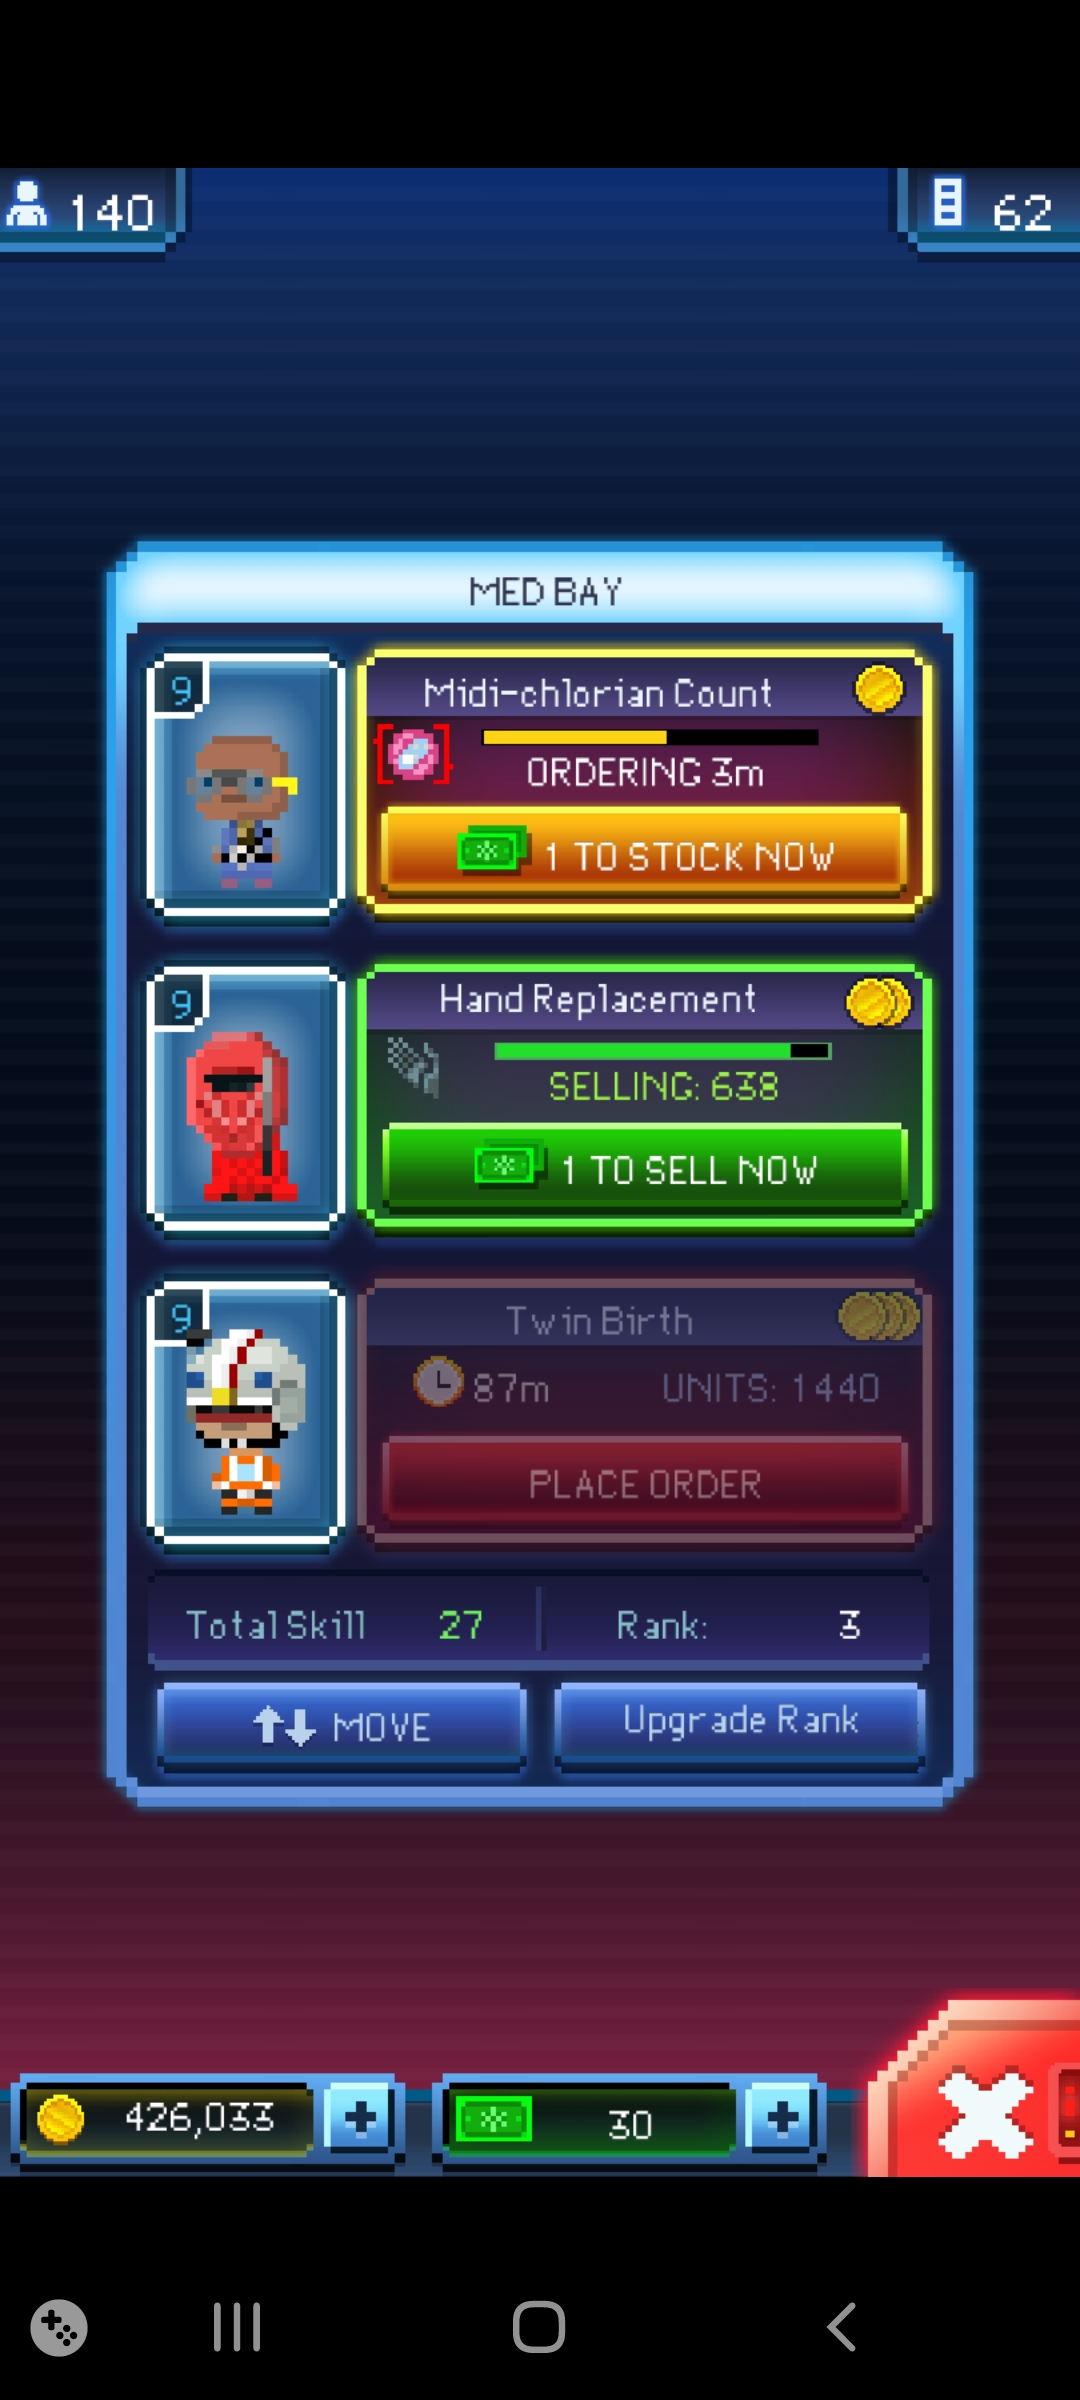 140
62
MED BAY
9
Midi-chlorian Count
ORDERING 3m
1 TO STOCK NOW
9
Hand Replacement
SELLING: 638
1 TO SELL NOW
9
Twin Birth
87m UNITS: 1440
PLACE ORDER
Total Skill 27 Rank: 3
MOVE Upgrade Rank
426,033 + 30 +